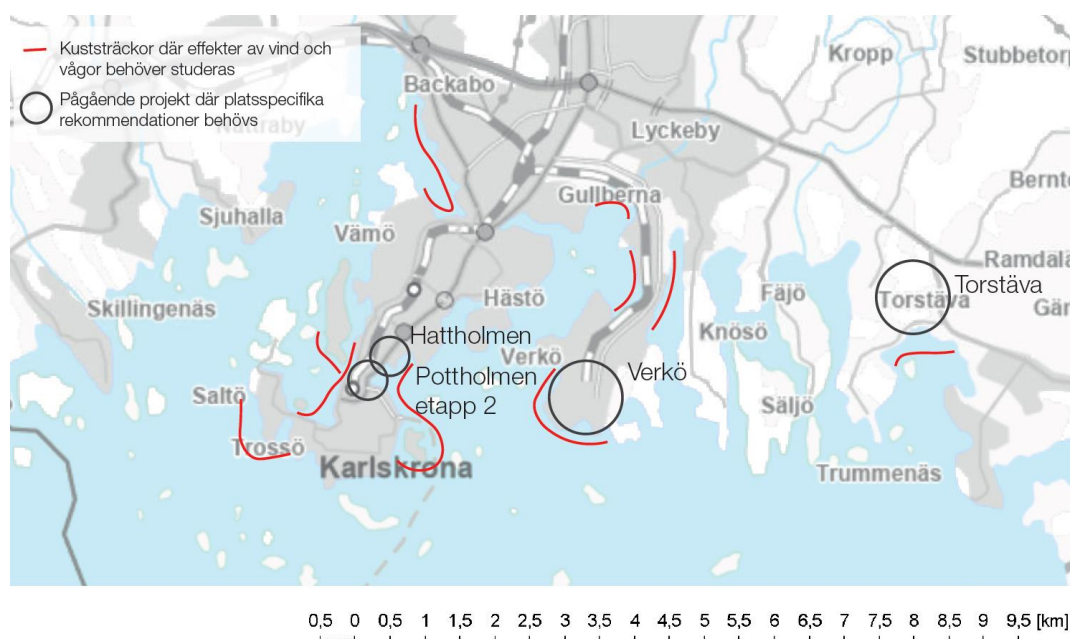 Kuststräckor där effekter av vind och
vågor behöver studeras
Pågående projekt där platsspecifika
rekommendationer behövs
Nättraby
Backabo
Kropp
Stubbetorp
Lyckeby
Gullberna
Bernto
Sjuhalla
Vämö
Ramdala
Skillingenäs
Hästö
Fäjö
Torstäva
Torstäva
Gär
Hattholmen
Knösö
Verkö
Verkö
Pottholmen
etapp 2
Saltö
Säljö
Trossö
Karlskrona
Trummenäs
0,5 0 0,5 1 1,5 2 2,5 3 3,5 4 4,5 5 5,5 6 6,5 7 7,5 8 8,5 9 9,5 [km]